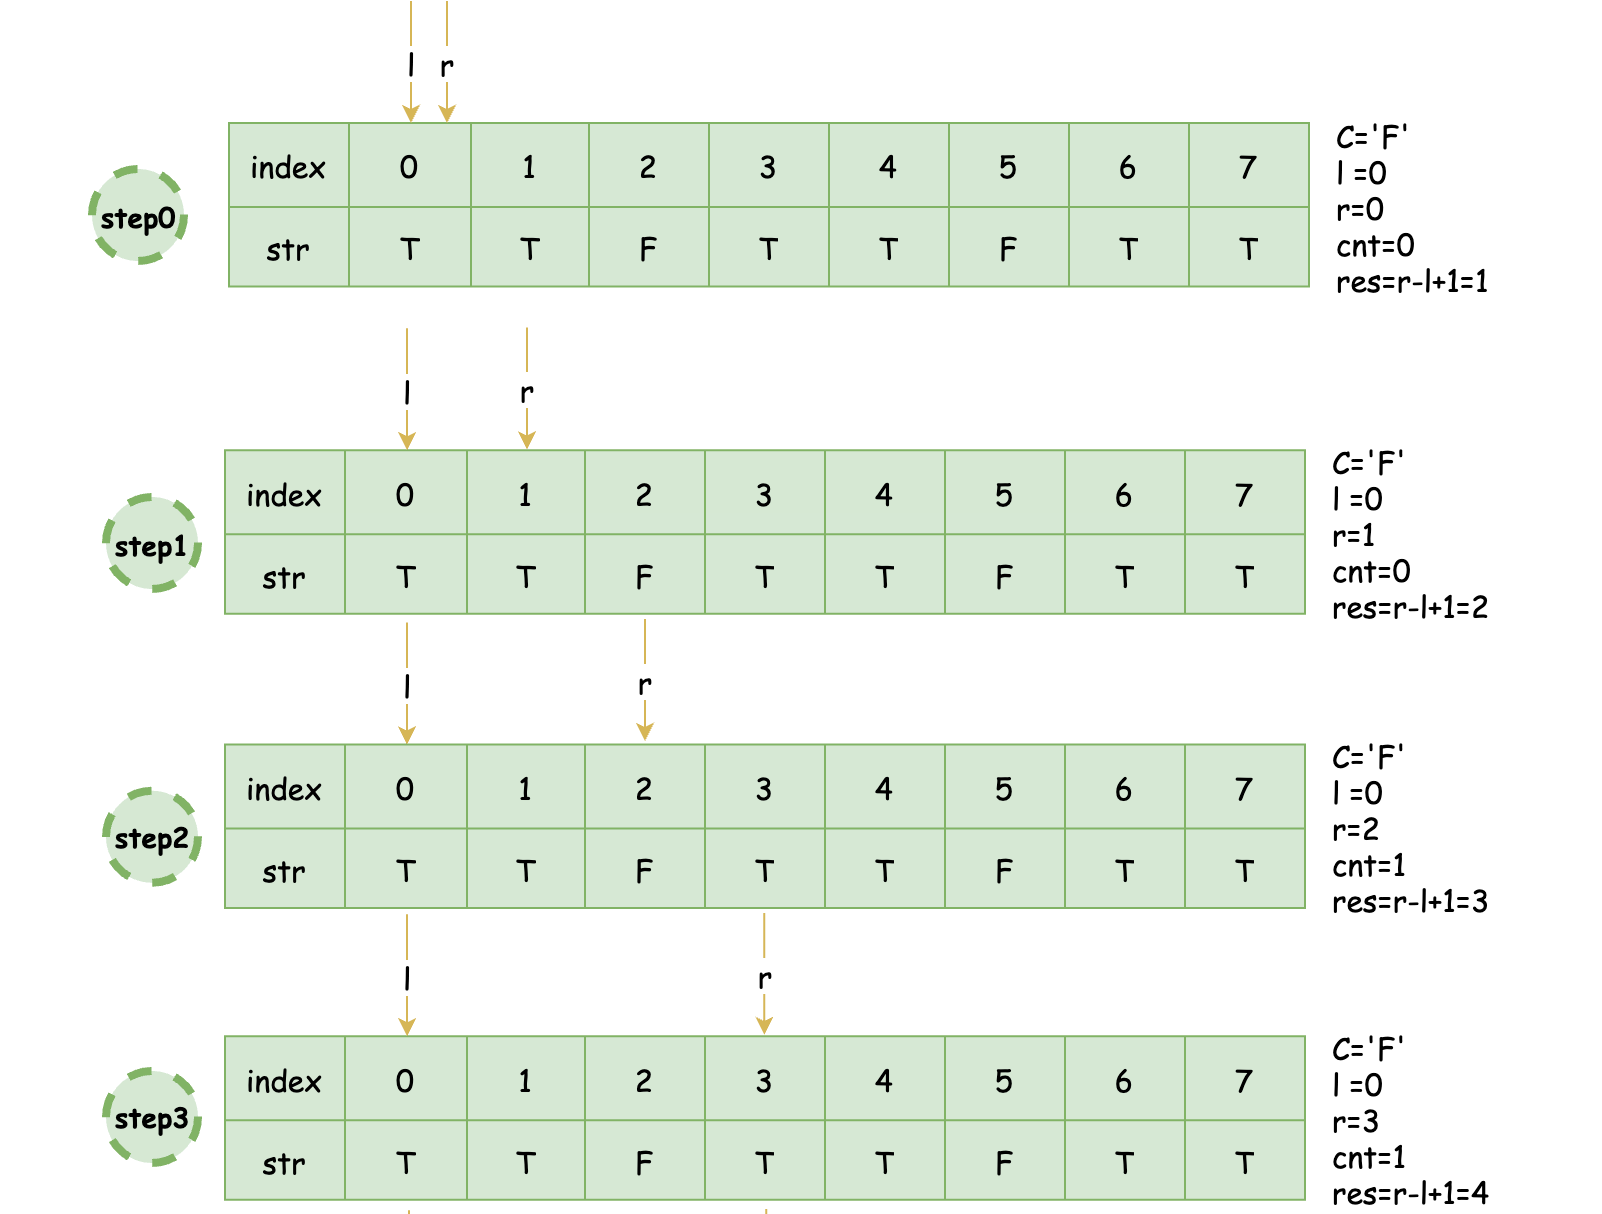 l r
index 0 1 2 3 4 5 6 7
step0
str T T F T T F T T
C='F'
l =0
r=0
cnt=0
res=r-l+1=1
l r
index 0 1 2 3 4 5 6 7
step1
str T T F T T F T T
C='F'
l =0
r=1
cnt=0
res=r-l+1=2
l r
index 0 1 2 3 4 5 6 7
step2
str T T F T T F T T
C='F'
l =0
r=2
cnt=1
res=r-l+1=3
l r
index 0 1 2 3 4 5 6 7
step3
str T T F T T F T T
C='F'
l =0
r=3
cnt=1
res=r-l+1=4